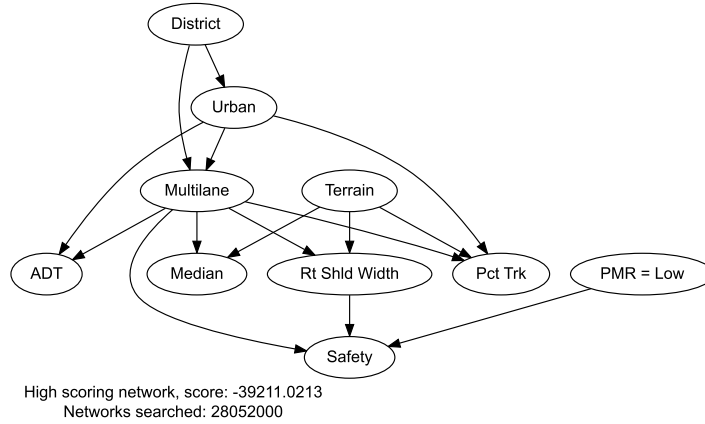 District
Urban
Multilane
Terrain
ADT
Median
Rt Shld Width
Pct Trk
PMR = Low
Safety
High scoring network, score: -39211.0213
Networks searched: 28052000